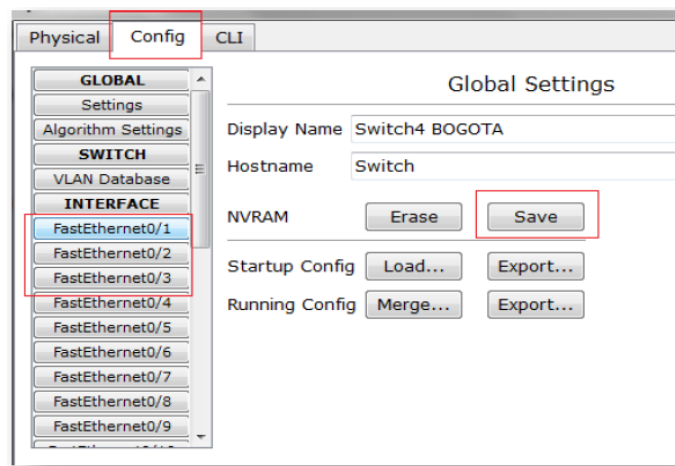 Physical Config CLI
GLOBAL
Settings
Algorithm Settings
SWITCH
VLAN Database
INTERFACE
FastEthernet0/1
FastEthernet0/2
FastEthernet0/3
FastEthernet0/4
FastEthernet0/5
FastEthernet0/6
FastEthernet0/7
FastEthernet0/8
FastEthernet0/9
Global Settings
Display Name Switch4 BOGOTA
Hostname Switch
NVRAM Erase Save
Startup Config Load... Export...
Running Config Merge... Export...